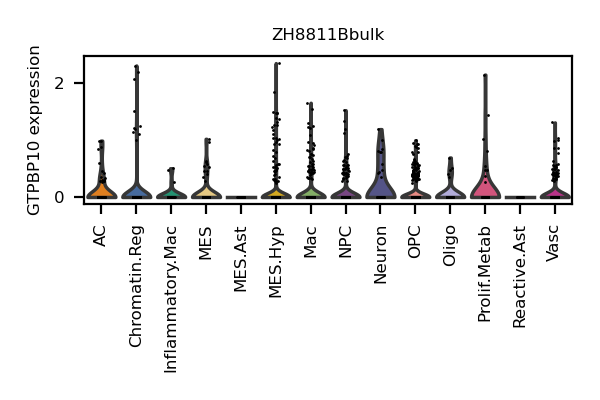 ZH8811Bbulk
GTPBP10 expression
2
0
AC
Chromatin.Reg
Inflammatory.Mac
MES
MES.Ast
MES.Hyp
Mac
NPC
Neuron
OPC
Oligo
Prolif.Metab
Reactive.Ast
Vasc